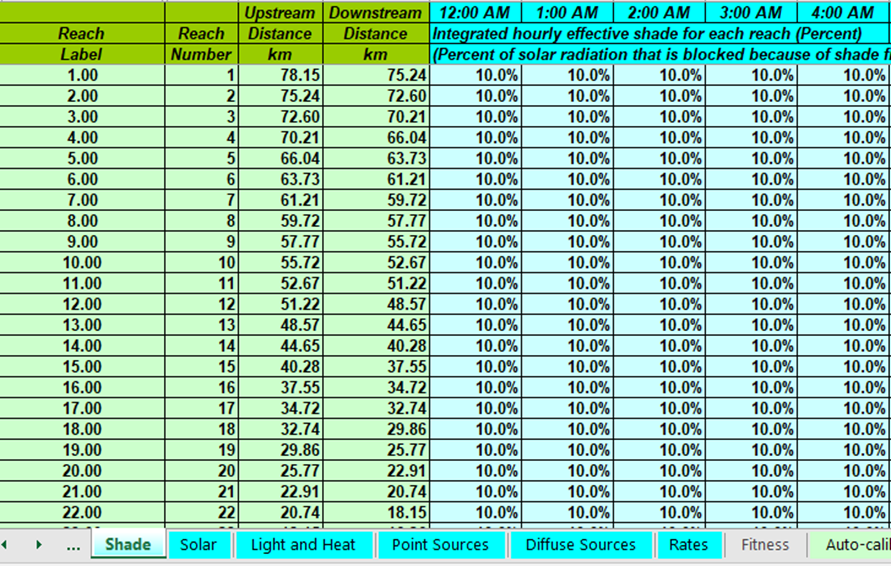 Upstream Downstream 12:00 AM 1:00 AM 2:00 AM 3:00 AM 4:00 AM
Reach Reach Distance Distance Integrated hourly effective shade for each reach (Percent)
Label Number km km (Percent of solar radiation that is blocked because of shade
1.00 1 78.15 75.24 10.0% 10.0% 10.0% 10.0% 10.0%
2.00 2 75.24 72.60 10.0% 10.0% 10.0% 10.0% 10.0%
3.00 3 72.60 70.21 10.0% 10.0% 10.0% 10.0% 10.0%
4.00 4 70.21 66.04 10.0% 10.0% 10.0% 10.0% 10.0%
5.00 5 66.04 63.73 10.0% 10.0% 10.0% 10.0% 10.0%
6.00 6 63.73 61.21 10.0% 10.0% 10.0% 10.0% 10.0%
7.00 7 61.21 59.72 10.0% 10.0% 10.0% 10.0% 10.0%
8.00 8 59.72 57.77 10.0% 10.0% 10.0% 10.0% 10.0%
9.00 9 57.77 55.72 10.0% 10.0% 10.0% 10.0% 10.0%
10.00 10 55.72 52.67 10.0% 10.0% 10.0% 10.0% 10.0%
11.00 11 52.67 51.22 10.0% 10.0% 10.0% 10.0% 10.0%
12.00 12 51.22 48.57 10.0% 10.0% 10.0% 10.0% 10.0%
13.00 13 48.57 44.65 10.0% 10.0% 10.0% 10.0% 10.0%
14.00 14 44.65 40.28 10.0% 10.0% 10.0% 10.0% 10.0%
15.00 15 40.28 37.55 10.0% 10.0% 10.0% 10.0% 10.0%
16.00 16 37.55 34.72 10.0% 10.0% 10.0% 10.0% 10.0%
17.00 17 34.72 32.74 10.0% 10.0% 10.0% 10.0% 10.0%
18.00 18 32.74 29.86 10.0% 10.0% 10.0% 10.0% 10.0%
19.00 19 29.86 25.77 10.0% 10.0% 10.0% 10.0% 10.0%
20.00 20 25.77 22.91 10.0% 10.0% 10.0% 10.0% 10.0%
21.00 21 22.91 20.74 10.0% 10.0% 10.0% 10.0% 10.0%
22.00 22 20.74 18.15 10.0% 10.0% 10.0% 10.0% 10.0%
... Shade Solar Light and Heat Point Sources Diffuse Sources Rates Fitness Auto-cali